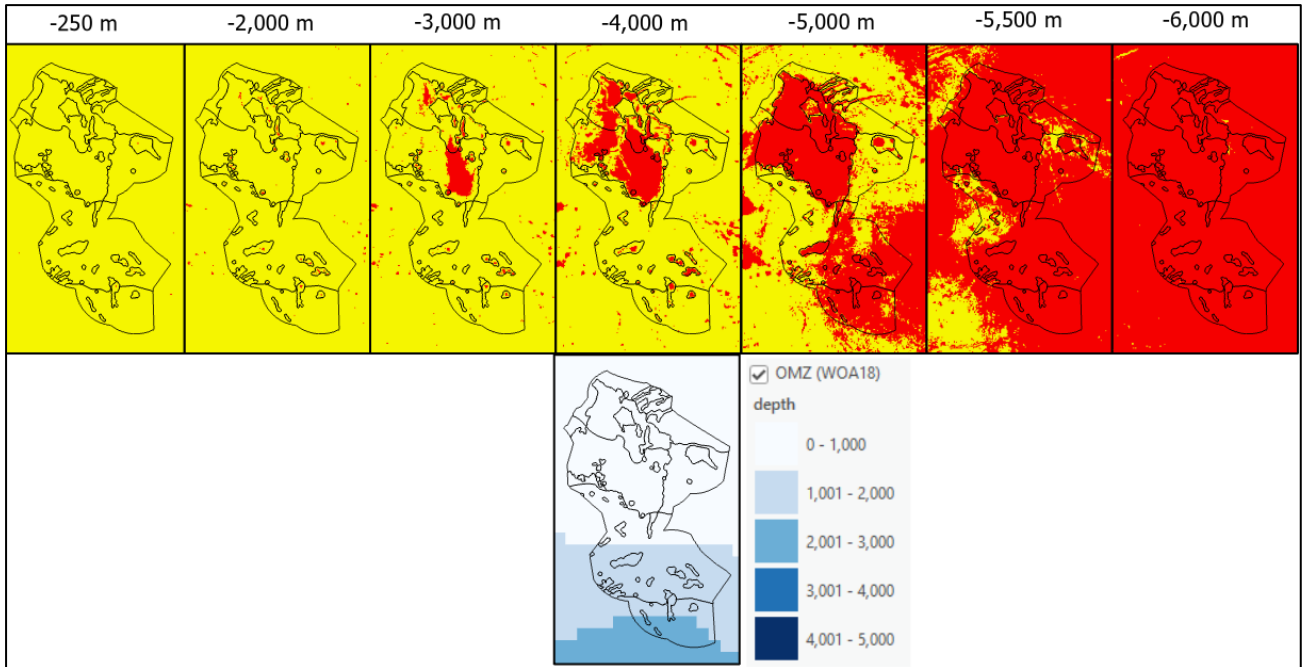 -250 m -2,000 m -3,000 m -4,000 m -5,000 m -5,500 m -6,000 m
OMZ (WOA18)
depth
0 - 1,000
1,001 - 2,000
2,001 - 3,000
3,001 - 4,000
4,001 - 5,000